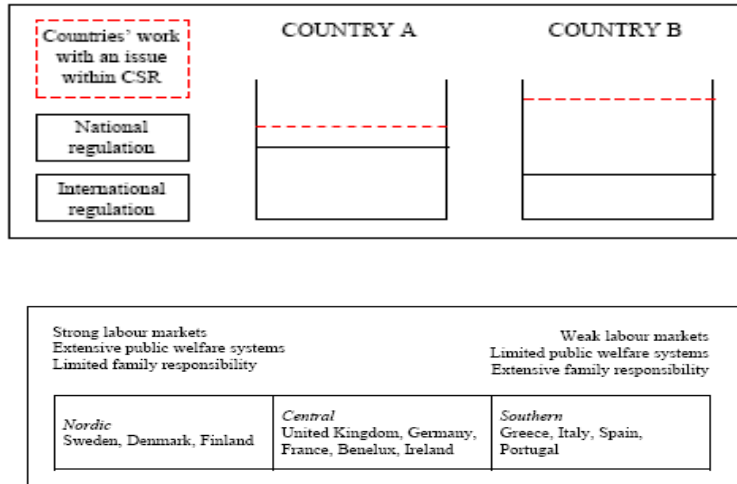 Countries' work
with an issue
within CSR
COUNTRY A
COUNTRY B
National
regulation
International
regulation
Strong labour markets
Extensive public welfare systems
Limited family responsibility
Weak labour markets
Limited public welfare systems
Extensive family responsibility
Nordic
Sweden, Denmark, Finland
Central
United Kingdom, Germany,
France, Benelux, Ireland
Southern
Greece, Italy, Spain,
Portugal